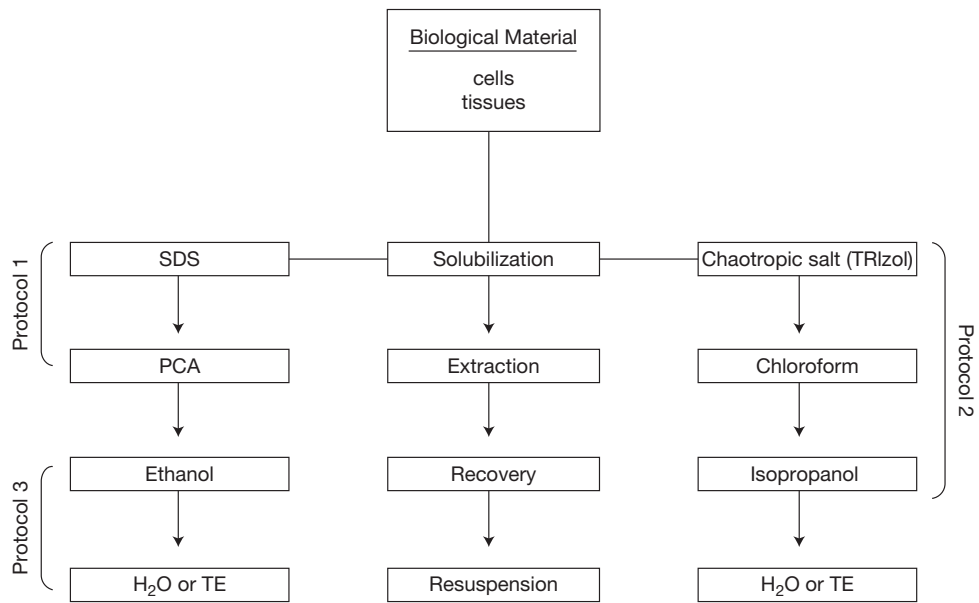 Biological Material
cells
tissues
SDS
Solubilization
Chaotropic salt (TRIzol)
Protocol 1
PCA
Extraction
Chloroform
Protocol 2
Ethanol
Recovery
Isopropanol
Protocol 3
H₂O or TE
Resuspension
H₂O or TE